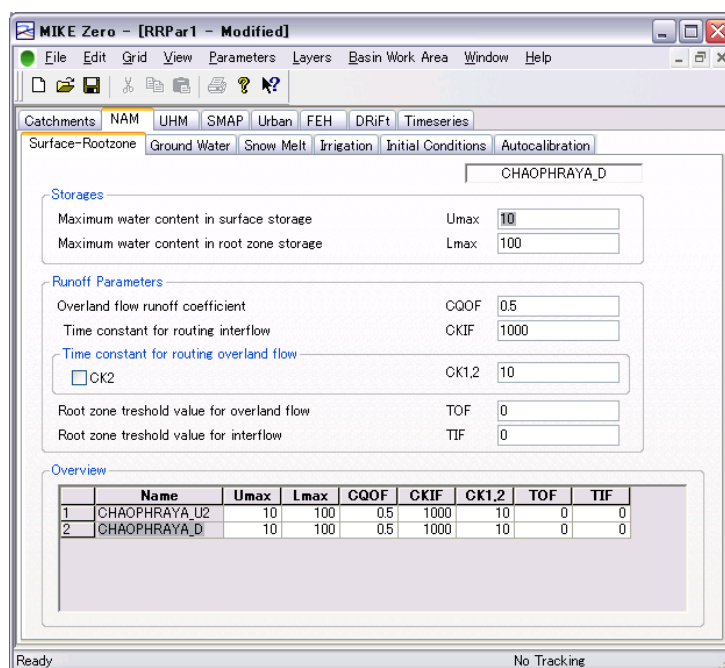 MIKE Zero - [RRPar1 - Modified]
File Edit Grid View Parameters Layers Basin Work Area Window Help
Catchments NAM UHM SMAP Urban FEH DRiFt Timeseries
Surface-Rootzone Ground Water Snow Melt Irrigation Initial Conditions Autocalibration
CHAOPHRAYA_D
Storages
Maximum water content in surface storage Umax 10
Maximum water content in root zone storage Lmax 100
Runoff Parameters
Overland flow runoff coefficient CQOF 0.5
Time constant for routing interflow CKIF 1000
Time constant for routing overland flow
CK2 CK1,2 10
Root zone treshold value for overland flow TOF 0
Root zone treshold value for interflow TIF 0
Overview
Name Umax Lmax CQOF CKIF CK1,2 TOF TIF
1 CHAOPHRAYA_U2 10 100 0.5 1000 10 0 0
2 CHAOPHRAYA_D 10 100 0.5 1000 10 0 0
Ready No Tracking